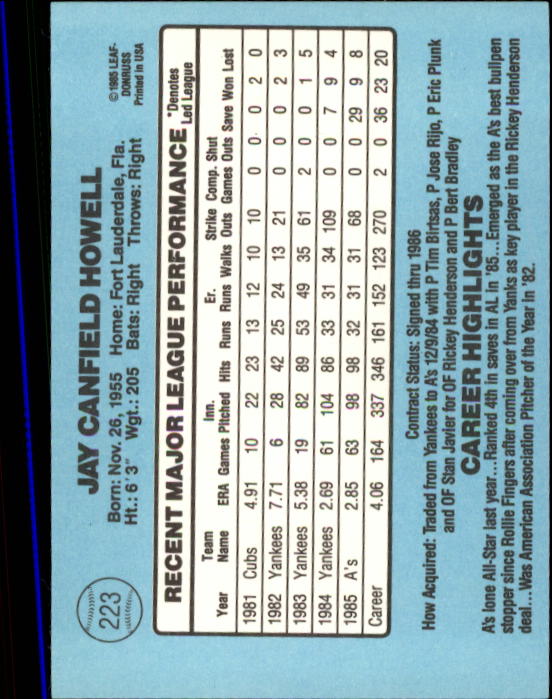 223
JAY CANFIELD HOWELL
©1985 LEAF-
DONRUSS
Printed in USA
Born: Nov. 26, 1955 Home: Fort Lauderdale, Fla.
Ht.: 6'3" Wgt.: 205 Bats: Right Throws: Right
RECENT MAJOR LEAGUE PERFORMANCE *Denotes
Led League
Team Inn. Er. Strike Comp. Shut
Year Name ERA Games Pitched Hits Runs Runs Walks Outs Games Outs Save Won Lost
1981 Cubs 4.91 10 22 23 13 12 10 10 0 0 0 2 0
1982 Yankees 7.71 6 28 42 25 24 13 21 0 0 0 2 3
1983 Yankees 5.38 19 82 89 53 49 35 61 2 0 0 1 5
1984 Yankees 2.69 61 104 86 33 31 34 109 0 0 7 9 4
1985 A's 2.85 63 98 98 32 31 31 68 0 0 29 9 8
Career 4.06 164 337 346 161 152 123 270 2 0 36 23 20
Contract Status: Signed thru 1986
How Acquired: Traded from Yankees to A's 12/9/84 with P Tim Birtsas, P Jose Rijo, P Eric Plunk
and OF Stan Javier for OF Rickey Henderson and P Bert Bradley
CAREER HIGHLIGHTS
A's lone All-Star last year...Ranked 4th in saves in AL in '85...Emerged as the A's best bullpen
stopper since Rollie Fingers after coming over from Yanks as key player in the Rickey Henderson
deal...Was American Association Pitcher of the Year in '82.